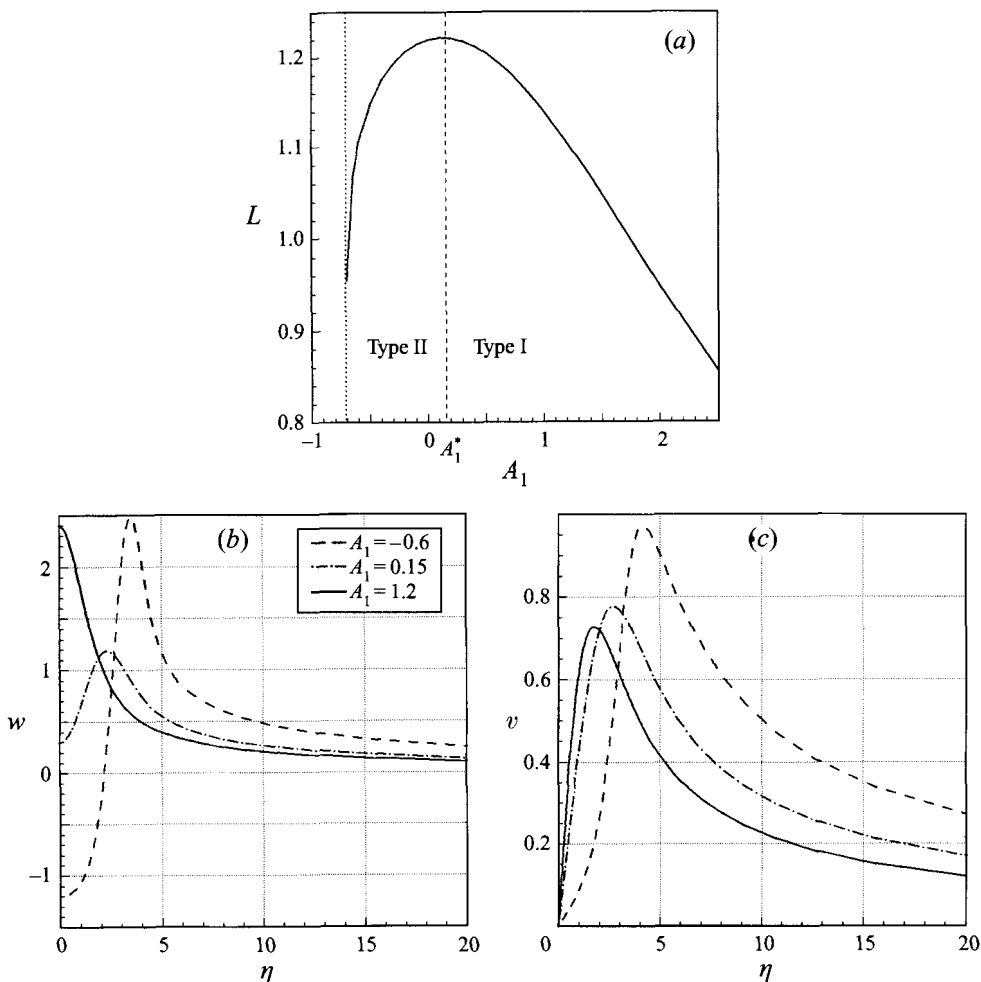 (a)
1.2
1.1
L
1.0
0.9
0.8
Type II
Type I
−1
0
A₁*
1
2
A₁
(b)
A₁ = −0.6
A₁ = 0.15
A₁ = 1.2
2
1
w
0
−1
0
5
10
15
20
η
(c)
0.8
0.6
v
0.4
0.2
0
5
10
15
20
η